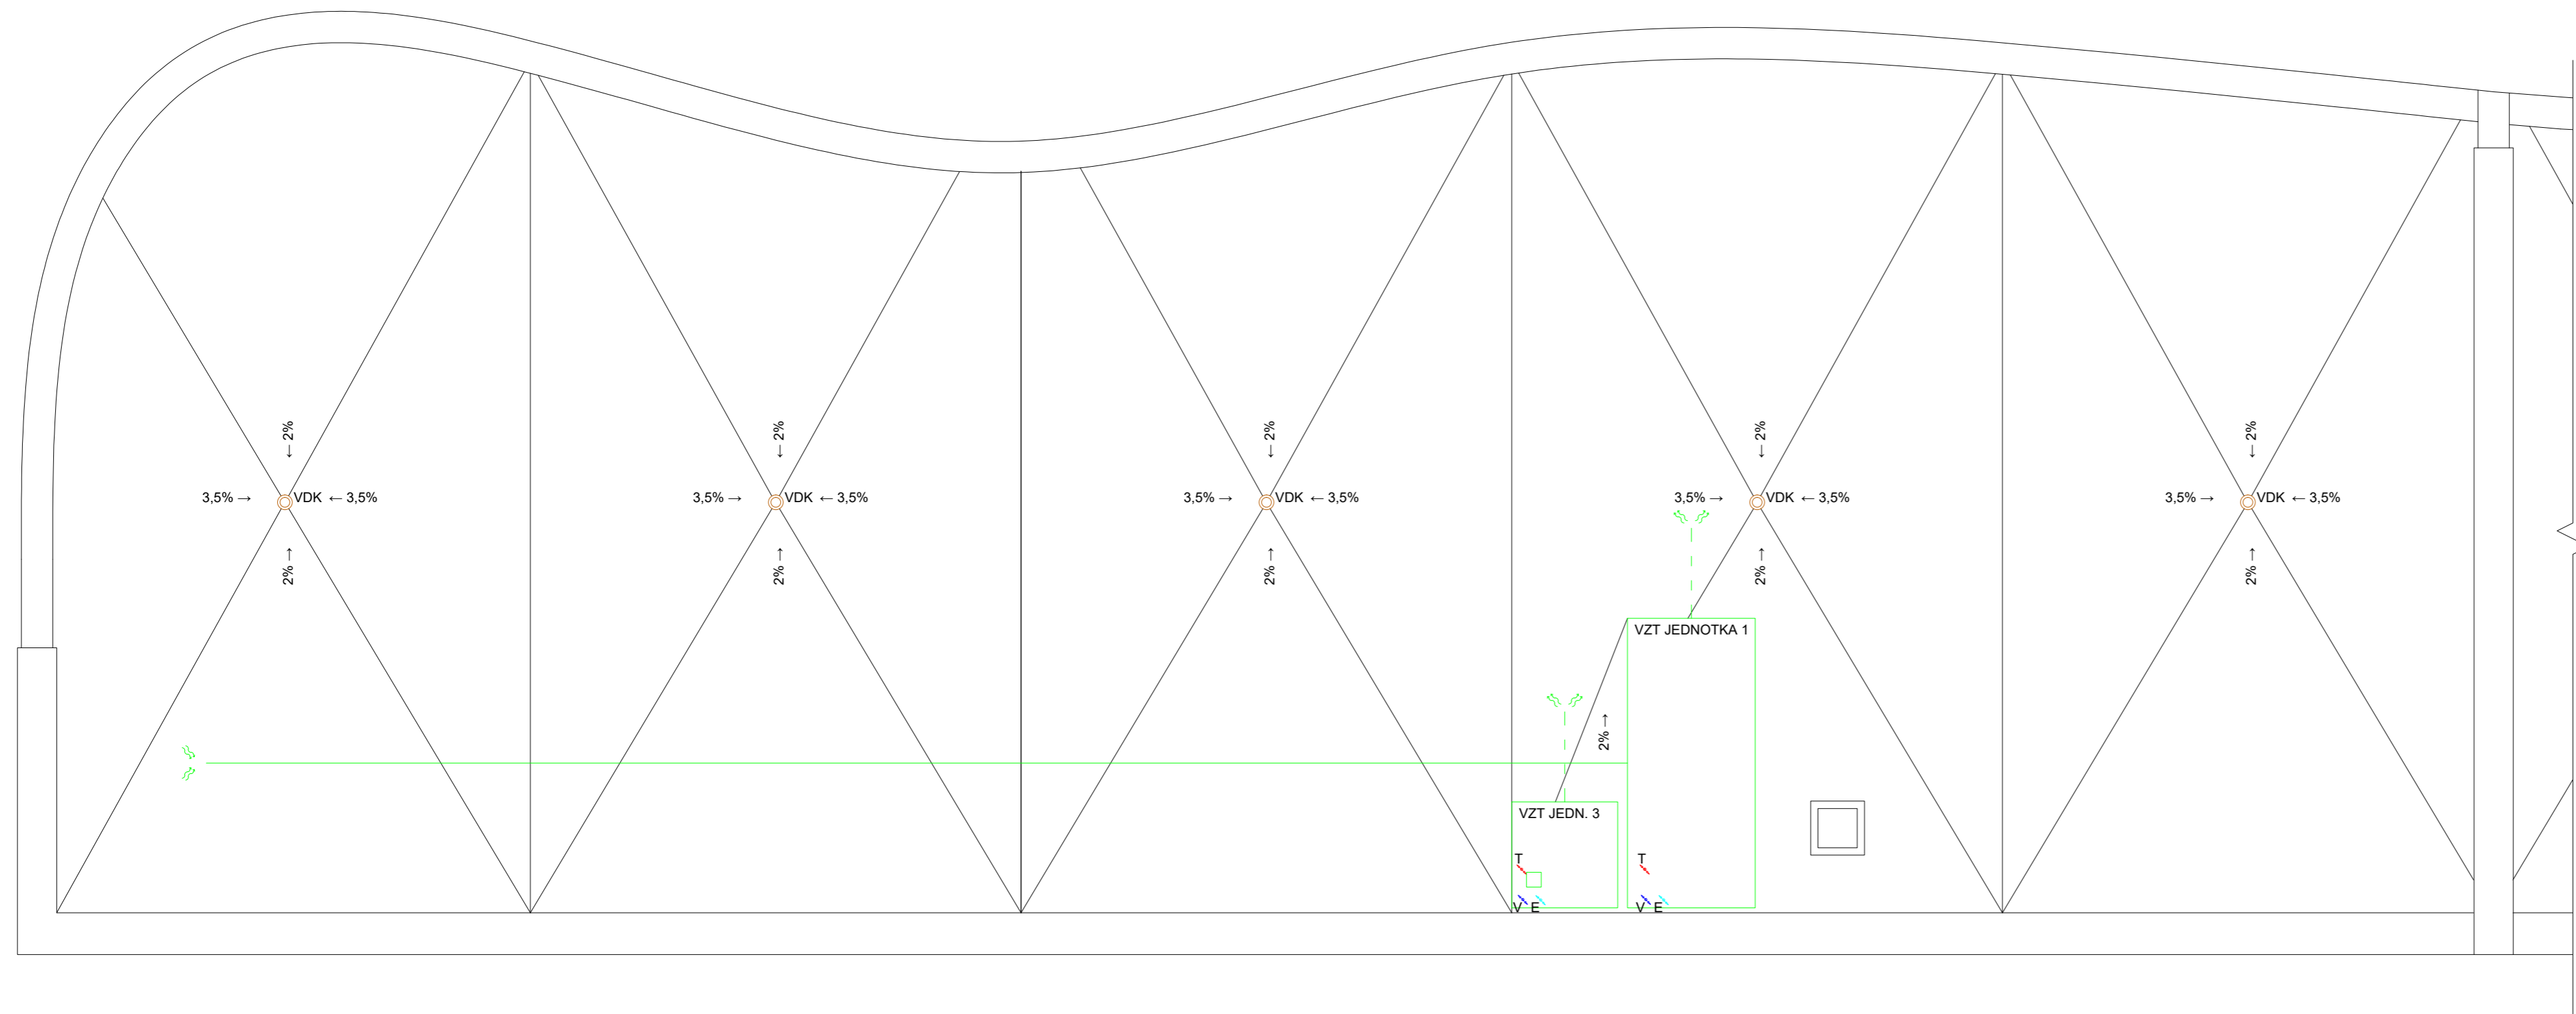 ← 2%
← 2%
← 2%
← 2%
← 2%
3,5% → VDK ← 3,5%
3,5% → VDK ← 3,5%
3,5% → VDK ← 3,5%
3,5% → VDK ← 3,5%
3,5% → VDK ← 3,5%
2% →
2% →
2% →
2% →
2% →
VZT JEDNOTKA 1
2% →
VZT JEDN. 3
T
T
V E
V E